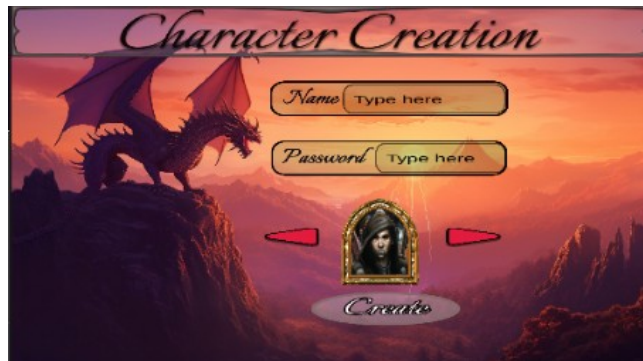 Character Creation
Name Type here
Password Type here
Create